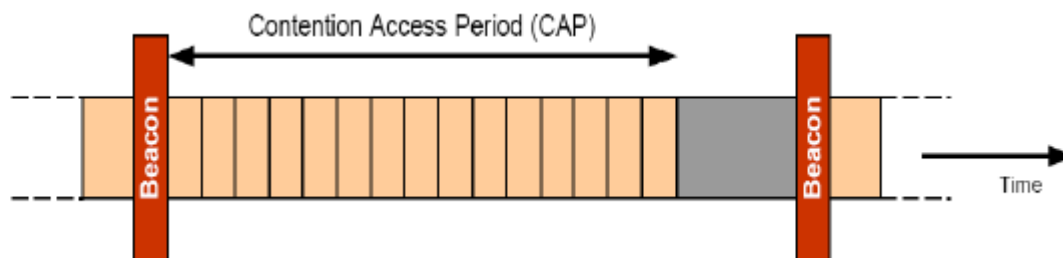 Contention Access Period (CAP)
Beacon
Beacon
Time